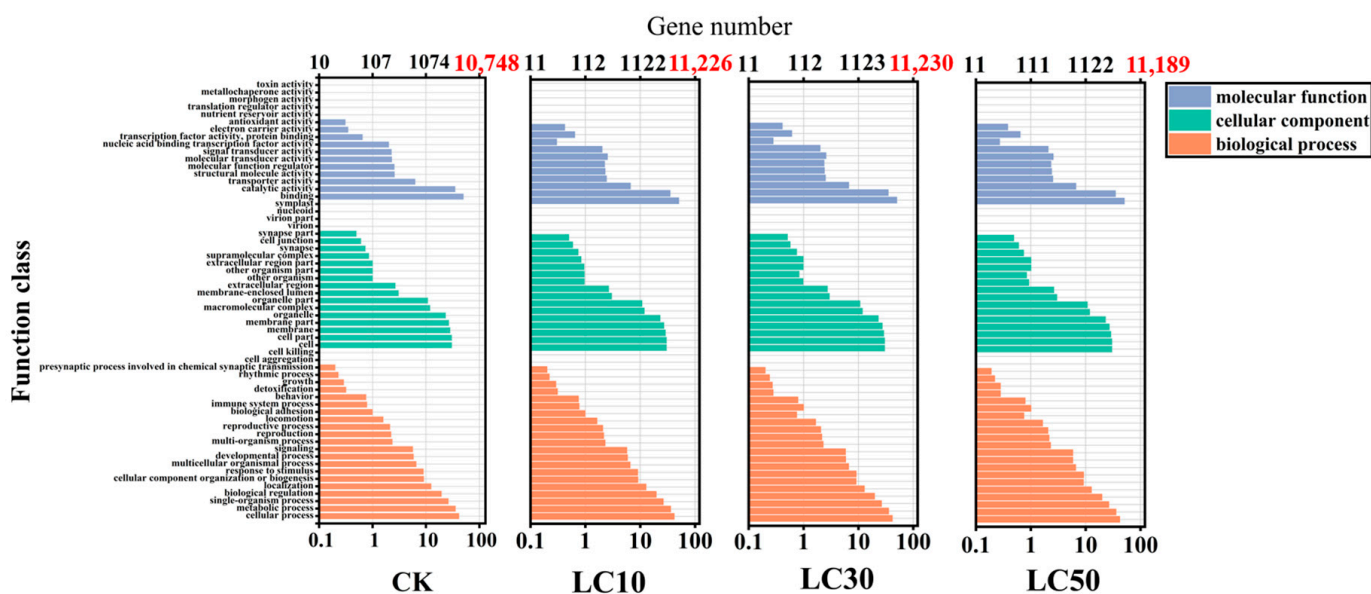 Gene number
10 107 1074 10,748 11 112 1122 11,226 11 112 1123 11,230 11 111 1122 11,189
toxin activity
metallochaperone activity
morphogen activity
translation regulator activity
nutrient reservoir activity
antioxidant activity
electron carrier activity
transcription factor activity, protein binding
nucleic acid binding transcription factor activity
signal transducer activity
molecular transducer activity
molecular function regulator
structural molecule activity
transporter activity
catalytic activity
binding
symplast
nucleoid
virion part
virion
synapse part
cell junction
synapse
supramolecular complex
extracellular region part
other organism part
other organism
extracellular region
membrane-enclosed lumen
organelle part
macromolecular complex
organelle
membrane part
membrane
cell part
cell
cell killing
cell aggregation
presynaptic process involved in chemical synaptic transmission
rhythmic process
growth
detoxification
behavior
immune system process
biological adhesion
locomotion
reproductive process
reproduction
multi-organism process
signaling
developmental process
multicellular organismal process
response to stimulus
cellular component organization or biogenesis
localization
biological regulation
single-organism process
metabolic process
cellular process
Function class
molecular function
cellular component
biological process
0.1 1 10 100 0.1 1 10 100 0.1 1 10 100 0.1 1 10 100
CK LC10 LC30 LC50